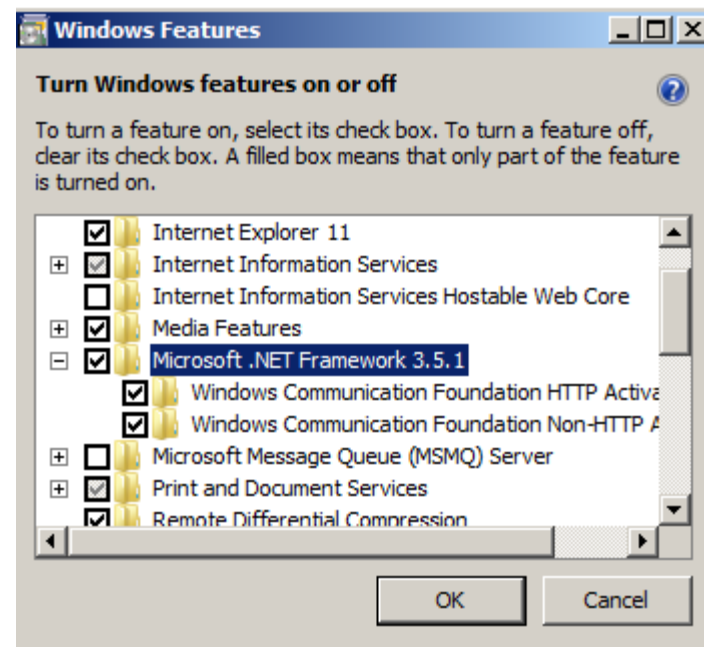 Windows Features
Turn Windows features on or off
To turn a feature on, select its check box. To turn a feature off,
clear its check box. A filled box means that only part of the feature
is turned on.
Internet Explorer 11
Internet Information Services
Internet Information Services Hostable Web Core
Media Features
Microsoft .NET Framework 3.5.1
Windows Communication Foundation HTTP Activa
Windows Communication Foundation Non-HTTP A
Microsoft Message Queue (MSMQ) Server
Print and Document Services
Remote Differential Compression
OK
Cancel